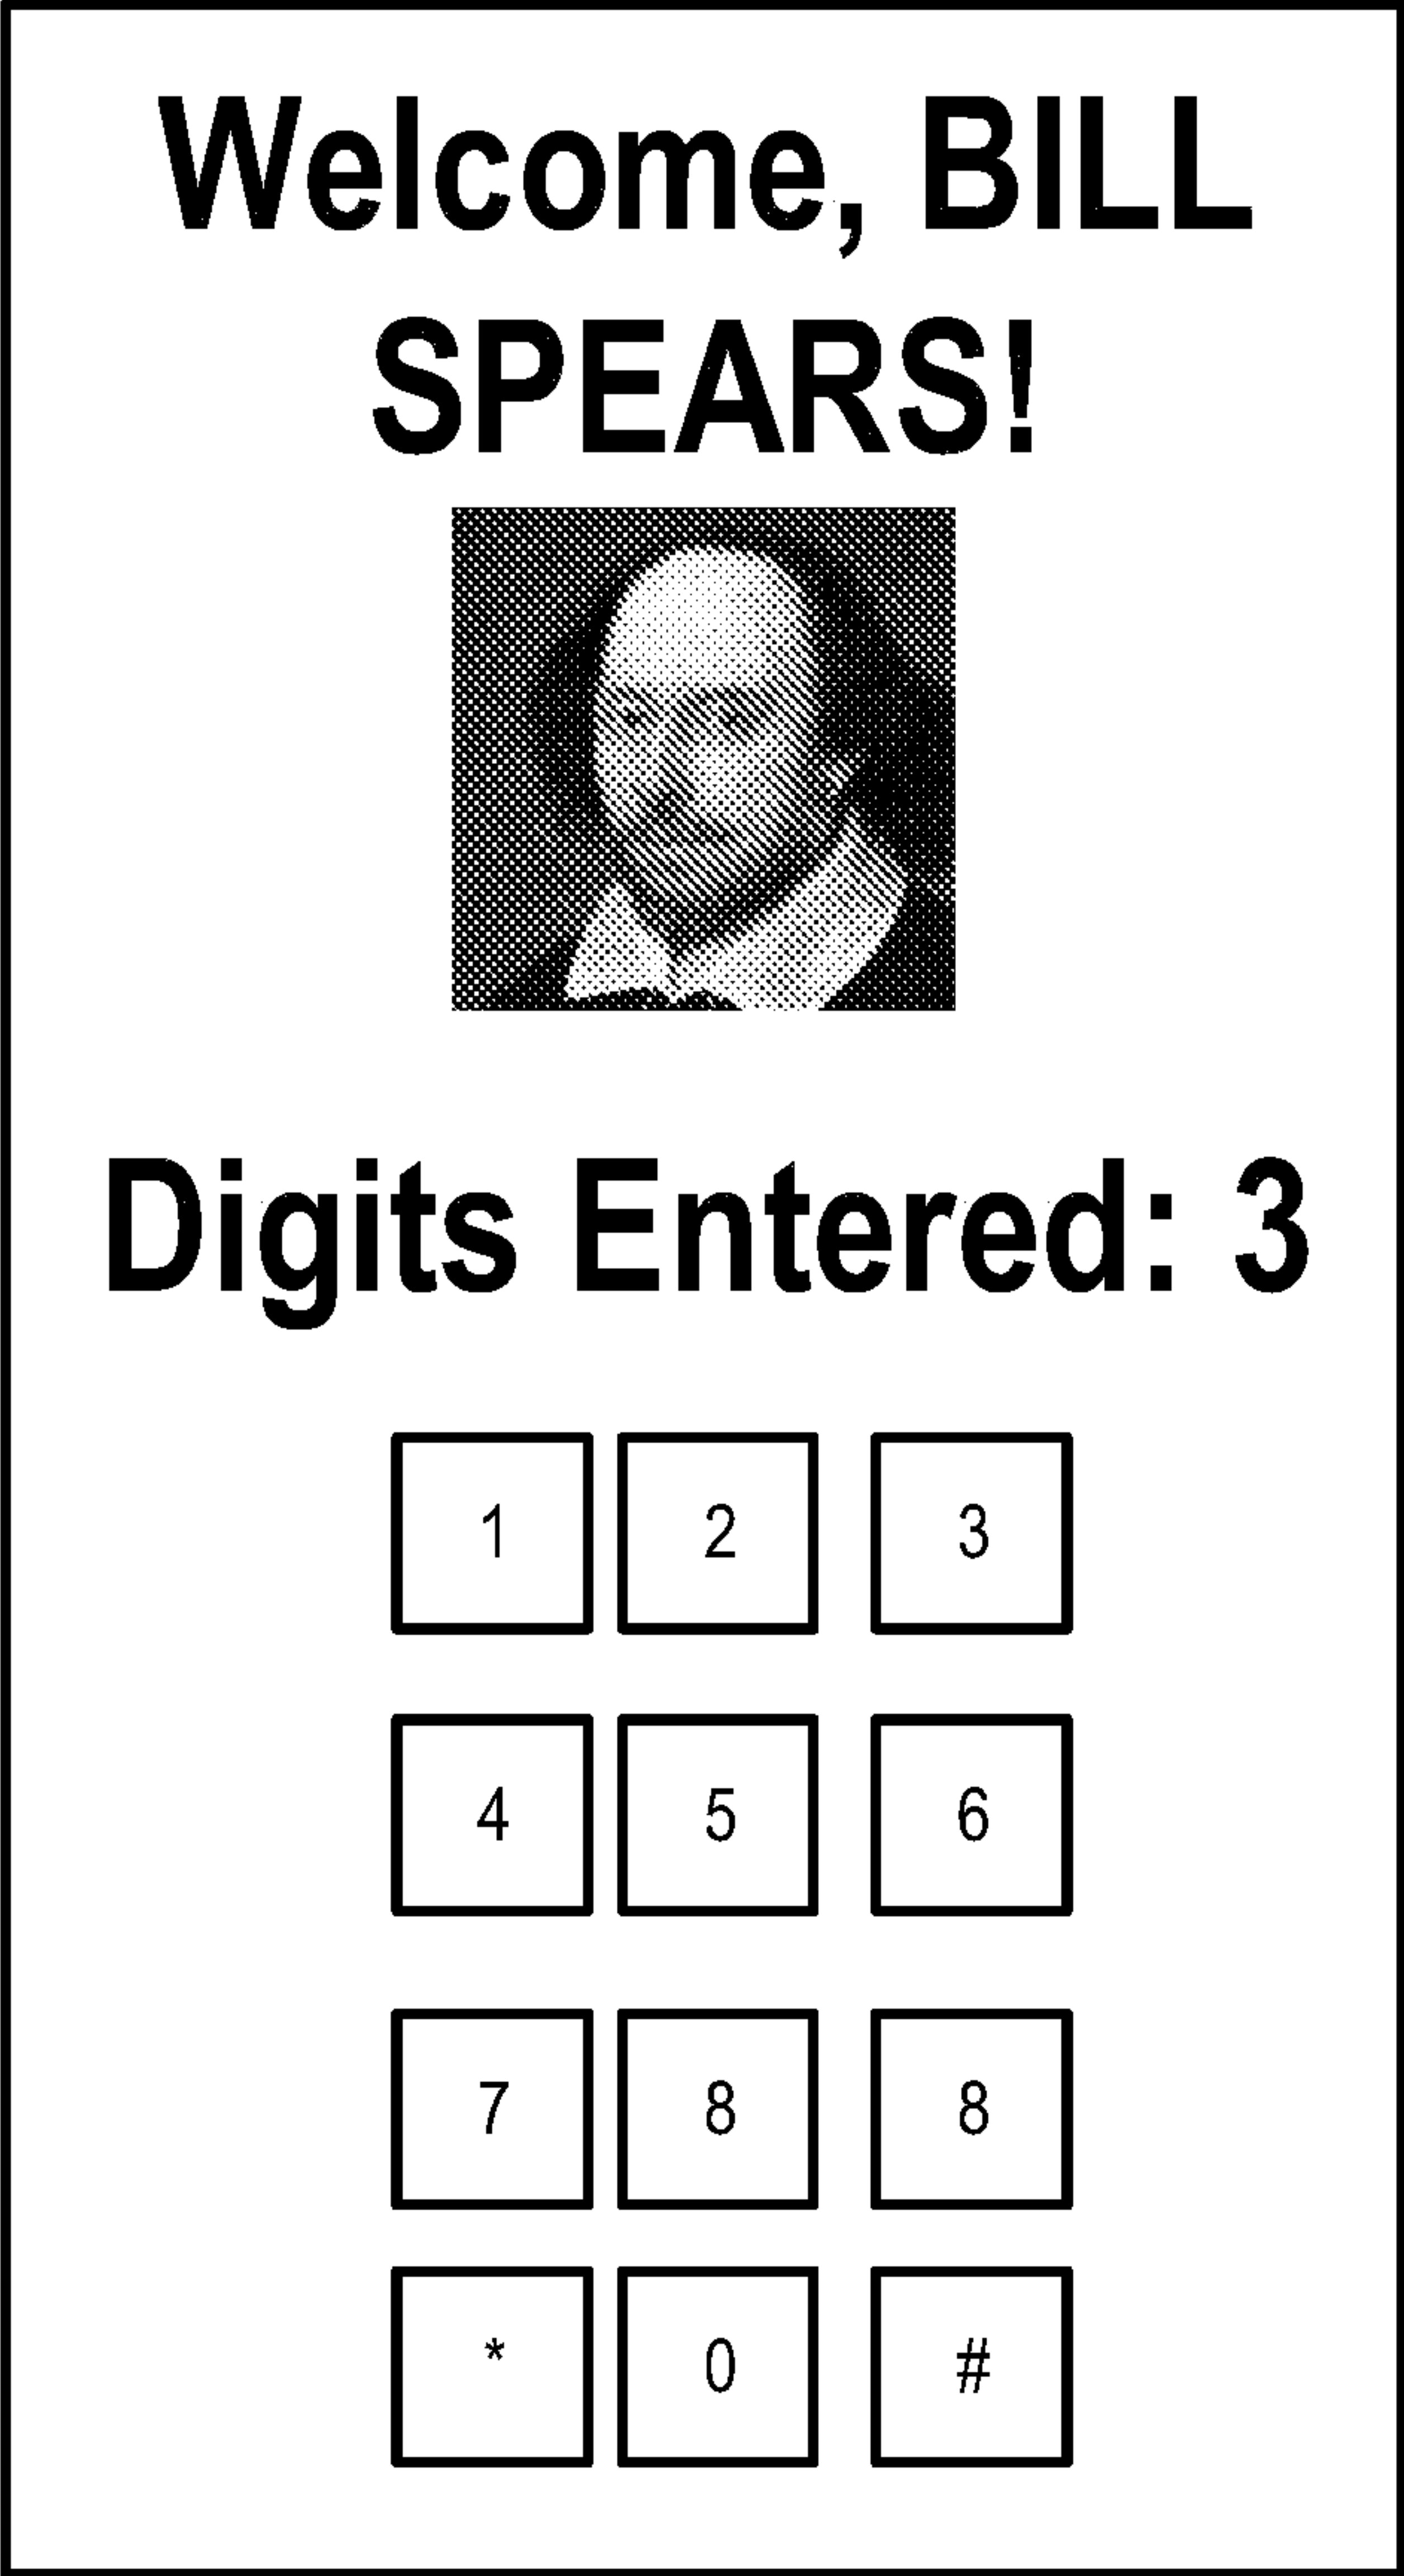 Welcome, BILL
SPEARS!
Digits Entered: 3
1 2 3
4 5 6
7 8 8
* 0 #